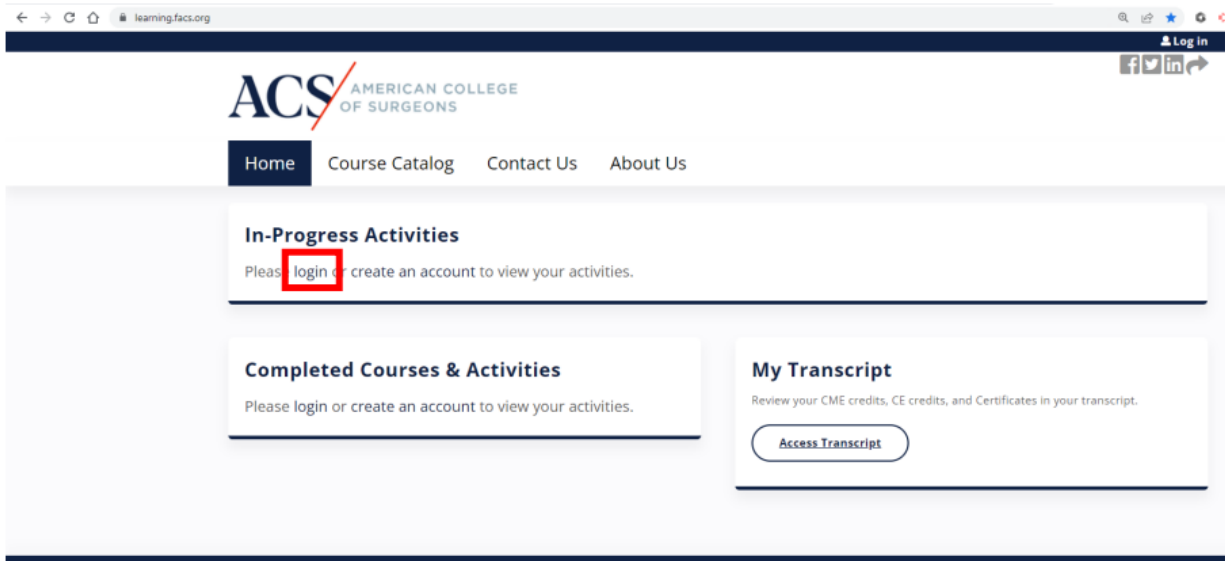 learning.facs.org
Log in
ACS AMERICAN COLLEGE
OF SURGEONS
Home Course Catalog Contact Us About Us
In-Progress Activities
Please login or create an account to view your activities.
Completed Courses & Activities
Please login or create an account to view your activities.
My Transcript
Review your CME credits, CE credits, and Certificates in your transcript.
Access Transcript